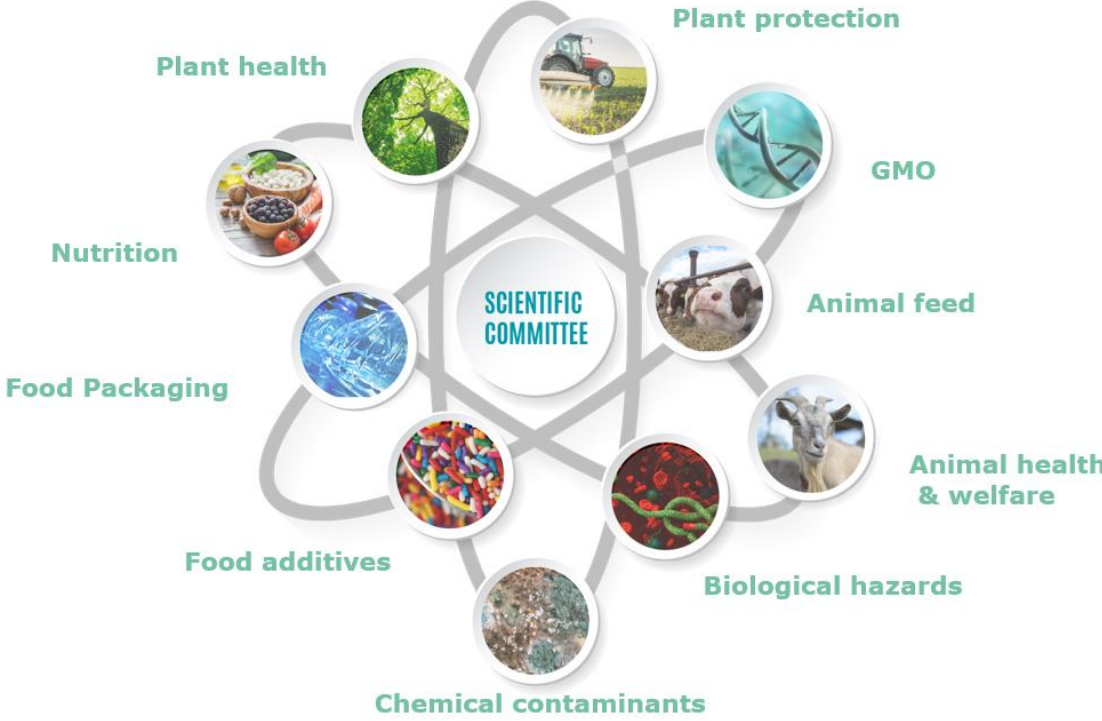 Plant protection
Plant health
GMO
Nutrition
SCIENTIFIC
COMMITTEE
Animal feed
Food Packaging
Animal health
& welfare
Food additives
Biological hazards
Chemical contaminants